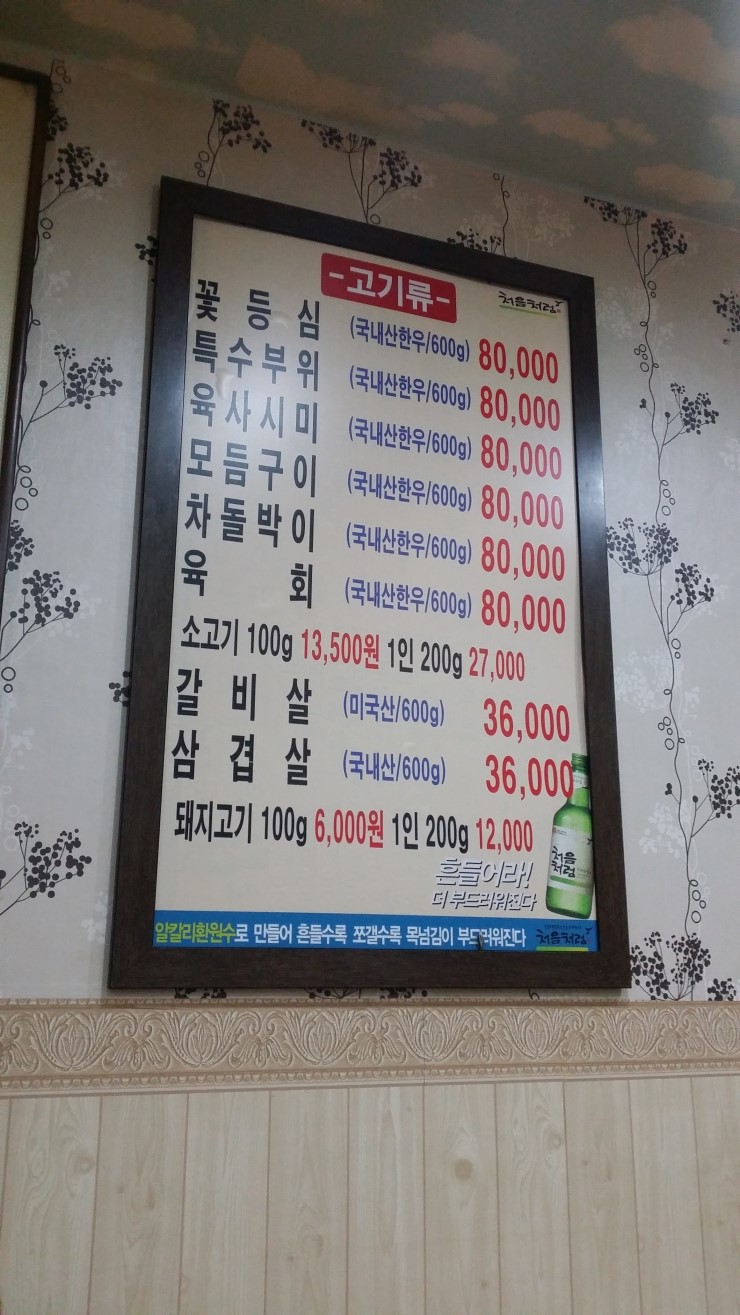 -고기류-
처음처럼
꽃등심 (국내산한우/600g) 80,000
특수부위 (국내산한우/600g) 80,000
육사시미 (국내산한우/600g) 80,000
모듬구이 (국내산한우/600g) 80,000
차돌박이 (국내산한우/600g) 80,000
육회 (국내산한우/600g) 80,000
소고기 100g 13,500원 1인 200g 27,000
갈비살 (미국산/600g) 36,000
삼겹살 (국내산/600g) 36,000
돼지고기 100g 6,000원 1인 200g 12,000
흔들어라!
더 부드러워진다
처음
처럼
알칼리환원수로 만들어 흔들수록 쪼갤수록 목넘김이 부드러워진다 처음처럼